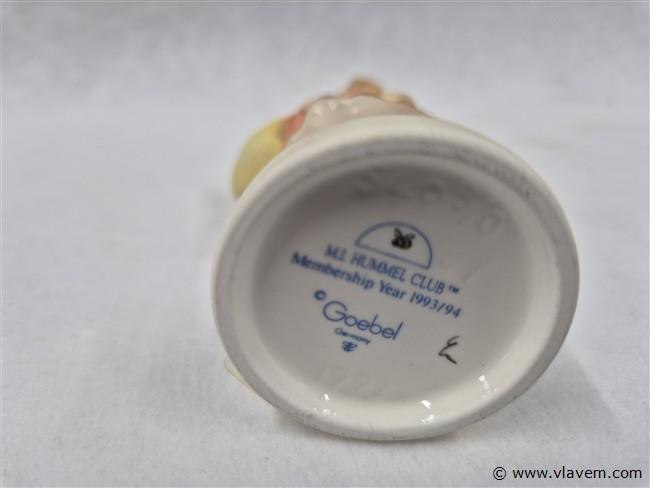 M.I. HUMMEL CLUB™
Membership Year 1993/94
© Goebel
Germany
© www.vlavem.com